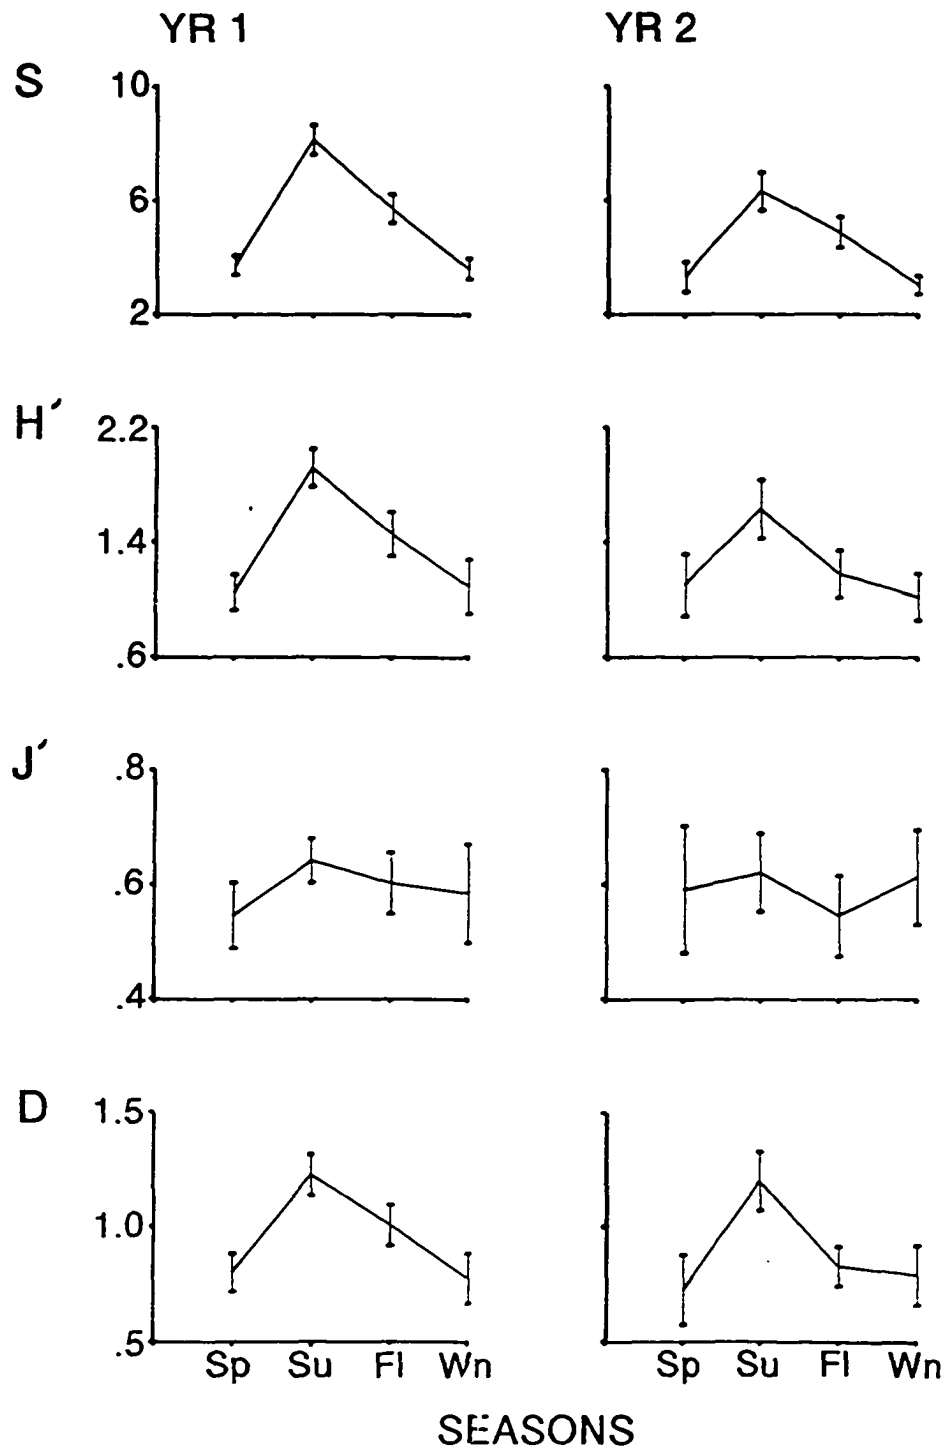 YR 1 YR 2
S 10
6
2
H′ 2.2
1.4
.6
J′ .8
.6
.4
D 1.5
1.0
.5
Sp Su Fl Wn Sp Su Fl Wn
SEASONS